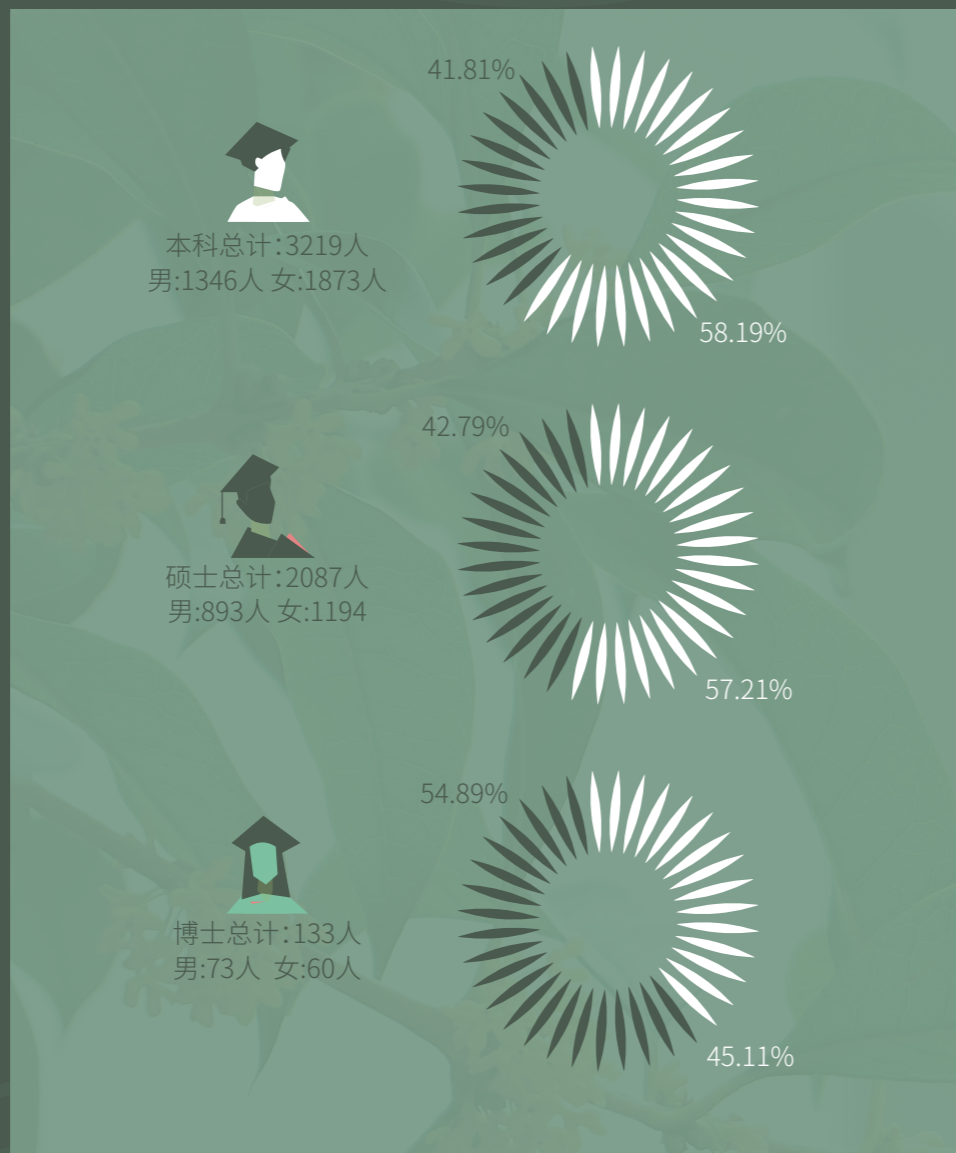 41.81%
本科总计:3219人
男:1346人 女:1873人
58.19%
42.79%
硕士总计:2087人
男:893人 女:1194
57.21%
54.89%
博士总计:133人
男:73人 女:60人
45.11%